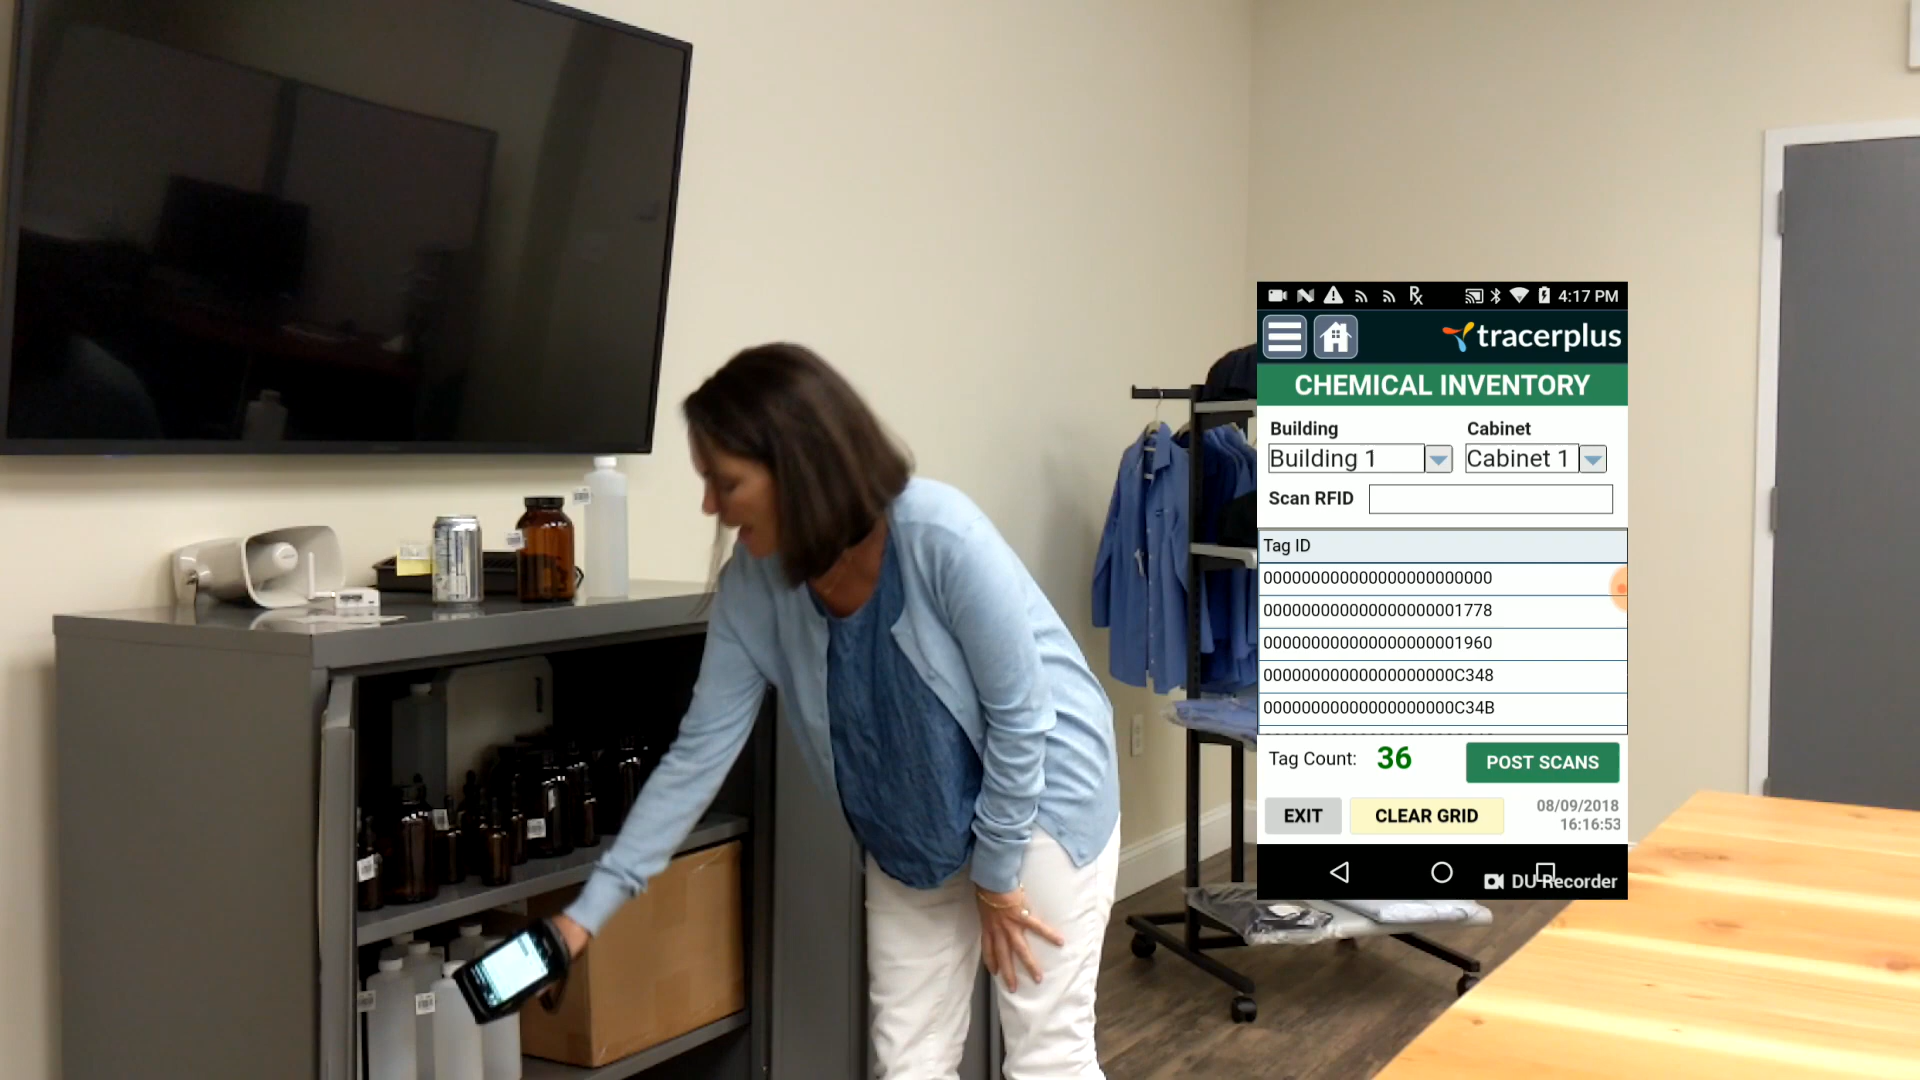 4:17 PM
tracerplus
CHEMICAL INVENTORY
Building
Cabinet
Building 1
Cabinet 1
Scan RFID
Tag ID
000000000000000000000000
000000000000000000001778
000000000000000000001960
00000000000000000000C348
00000000000000000000C34B
Tag Count: 36
POST SCANS
EXIT
CLEAR GRID
08/09/2018
16:16:53
DU Recorder